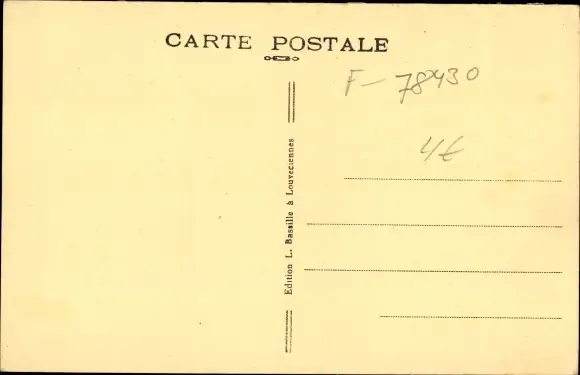 CARTE POSTALE
F-78430
4€
Edition L. Bassille à Louveciennes